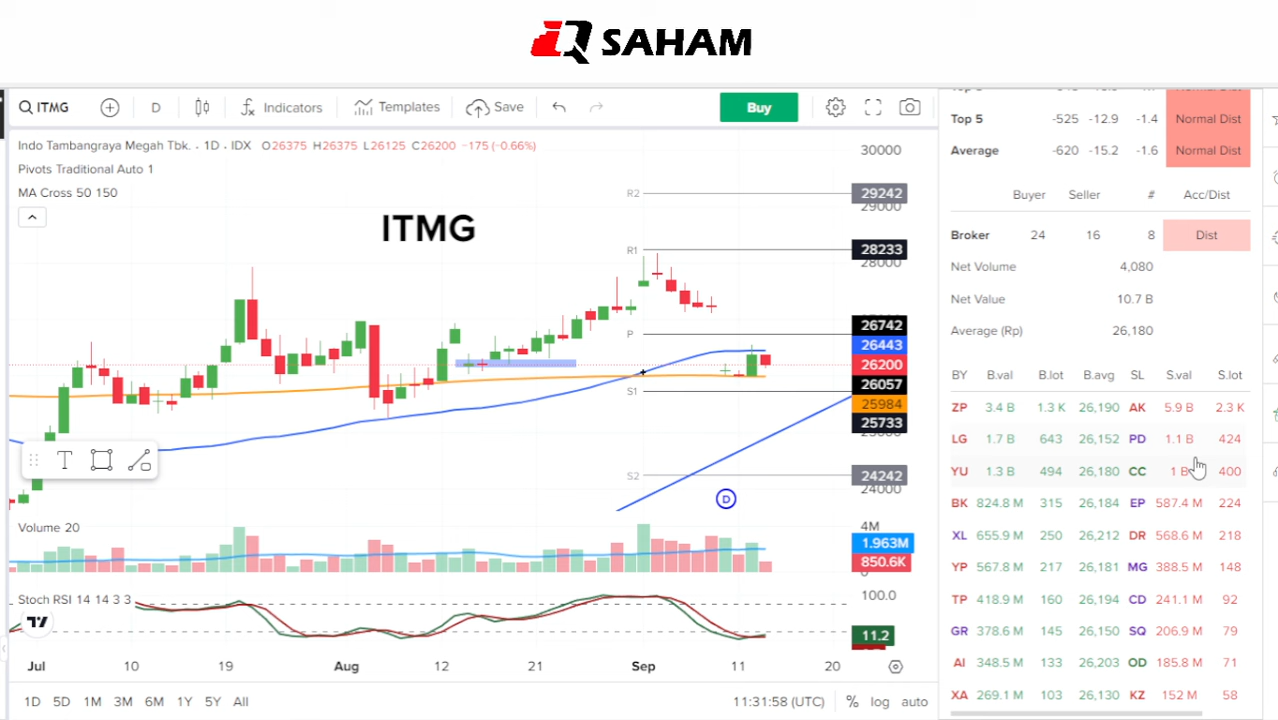 iQ SAHAM
ITMG D Indicators Templates Save Buy
Indo Tambangraya Megah Tbk. · 1D · IDX O26375 H26375 L26125 C26200 -175 (-0.66%)
Pivots Traditional Auto 1
MA Cross 50 150
ITMG
30000
R2 29242
29000
R1 28233
28000
P 26742
26443
26200
26057
25984
S1 25733
S2 24242
24000
D
Volume 20
4M
1.963M
850.6K
0
Stoch RSI 14 14 3 3
100.0
11.2
Jul 10 19 Aug 12 21 Sep 11 20
1D 5D 1M 3M 6M 1Y 5Y All 11:31:58 (UTC) % log auto
Top 5 -525 -12.9 -1.4 Normal Dist
Average -620 -15.2 -1.6 Normal Dist
Buyer Seller # Acc/Dist
Broker 24 16 8 Dist
Net Volume 4,080
Net Value 10.7 B
Average (Rp) 26,180
BY B.val B.lot B.avg SL S.val S.lot
ZP 3.4 B 1.3 K 26,190 AK 5.9 B 2.3 K
LG 1.7 B 643 26,152 PD 1.1 B 424
YU 1.3 B 494 26,180 CC 1 B 400
BK 824.8 M 315 26,184 EP 587.4 M 224
XL 655.9 M 250 26,212 DR 568.6 M 218
YP 567.8 M 217 26,181 MG 388.5 M 148
TP 418.9 M 160 26,194 CD 241.1 M 92
GR 378.6 M 145 26,150 SQ 206.9 M 79
AI 348.5 M 133 26,203 OD 185.8 M 71
XA 269.1 M 103 26,130 KZ 152 M 58